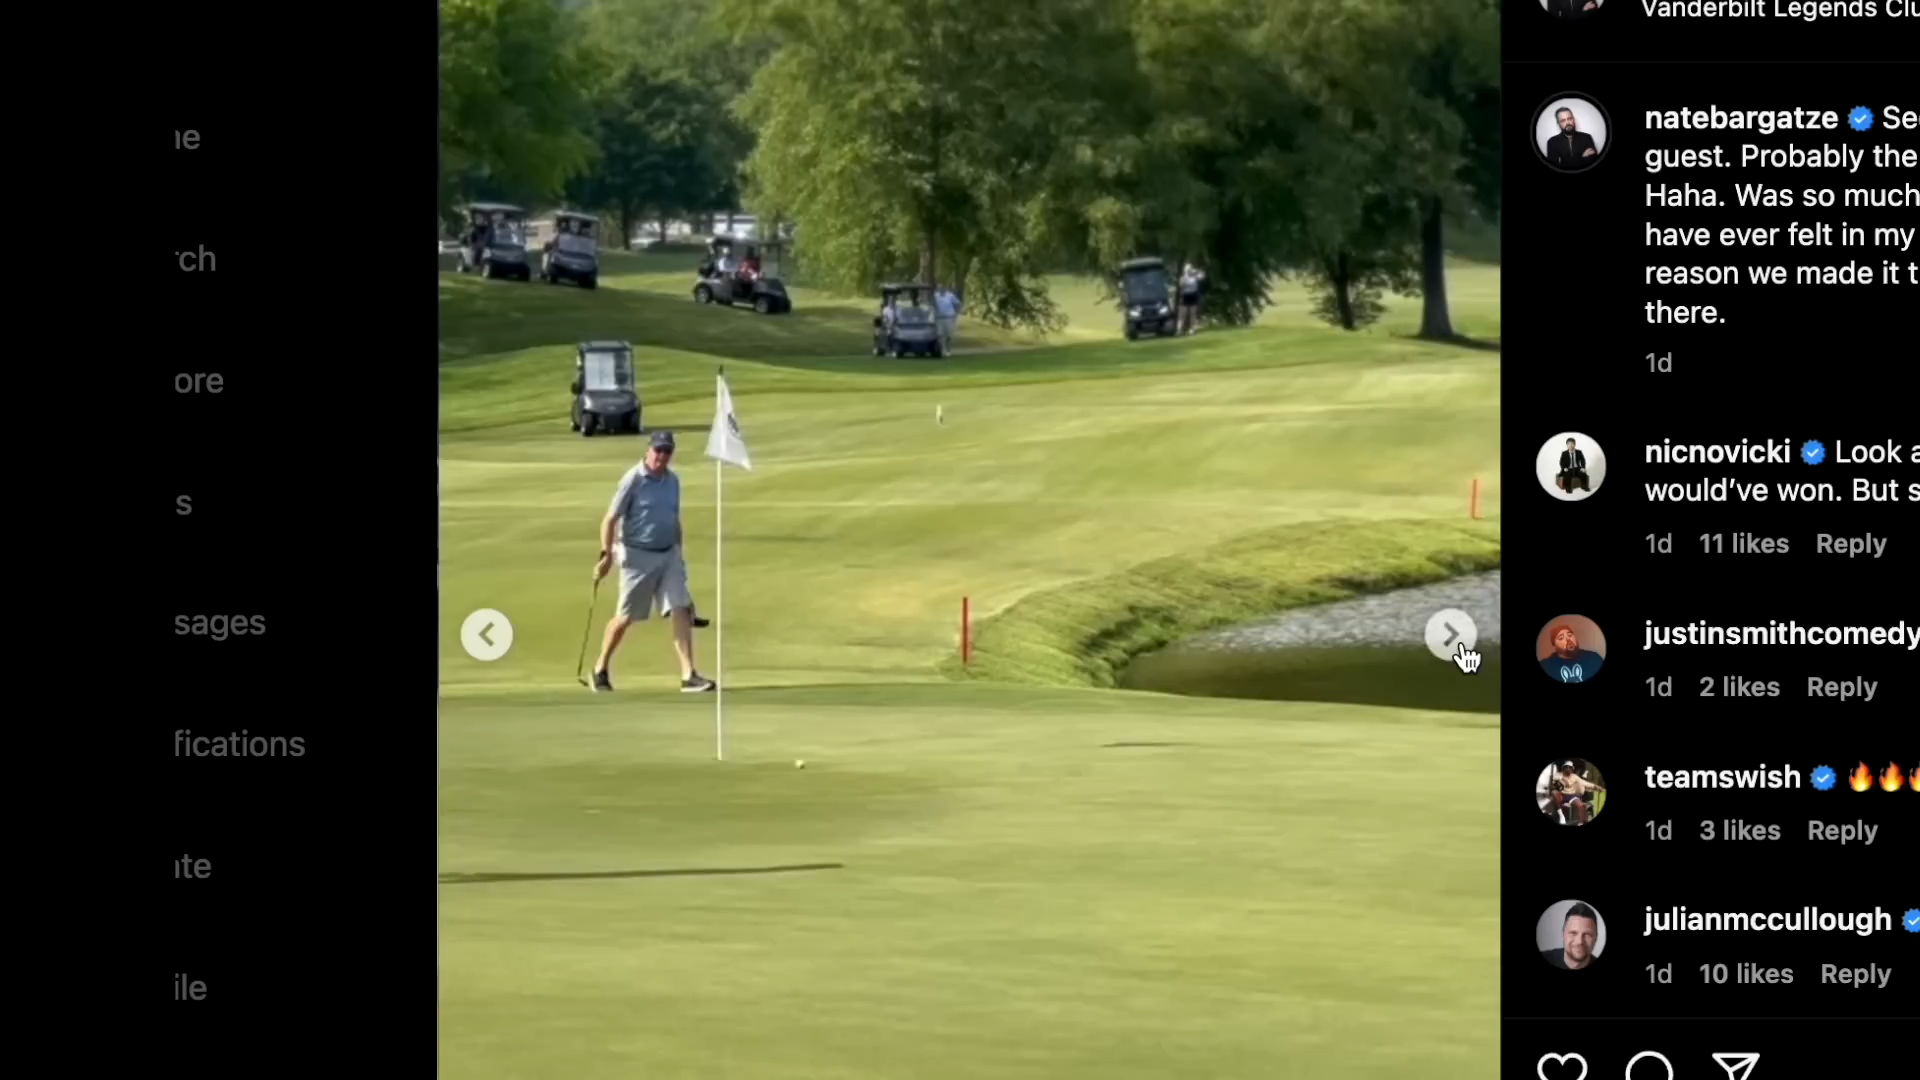 ıe
rch
ore
s
sages
fications
ıte
ile
Vanderbilt Legends Clu
natebargatze Se
guest. Probably the
Haha. Was so much
have ever felt in my
reason we made it t
there.
1d
nicnovicki Look a
would've won. But s
1d 11 likes Reply
justinsmithcomedy
1d 2 likes Reply
teamswish 🔥🔥🔥
1d 3 likes Reply
julianmccullough
1d 10 likes Reply